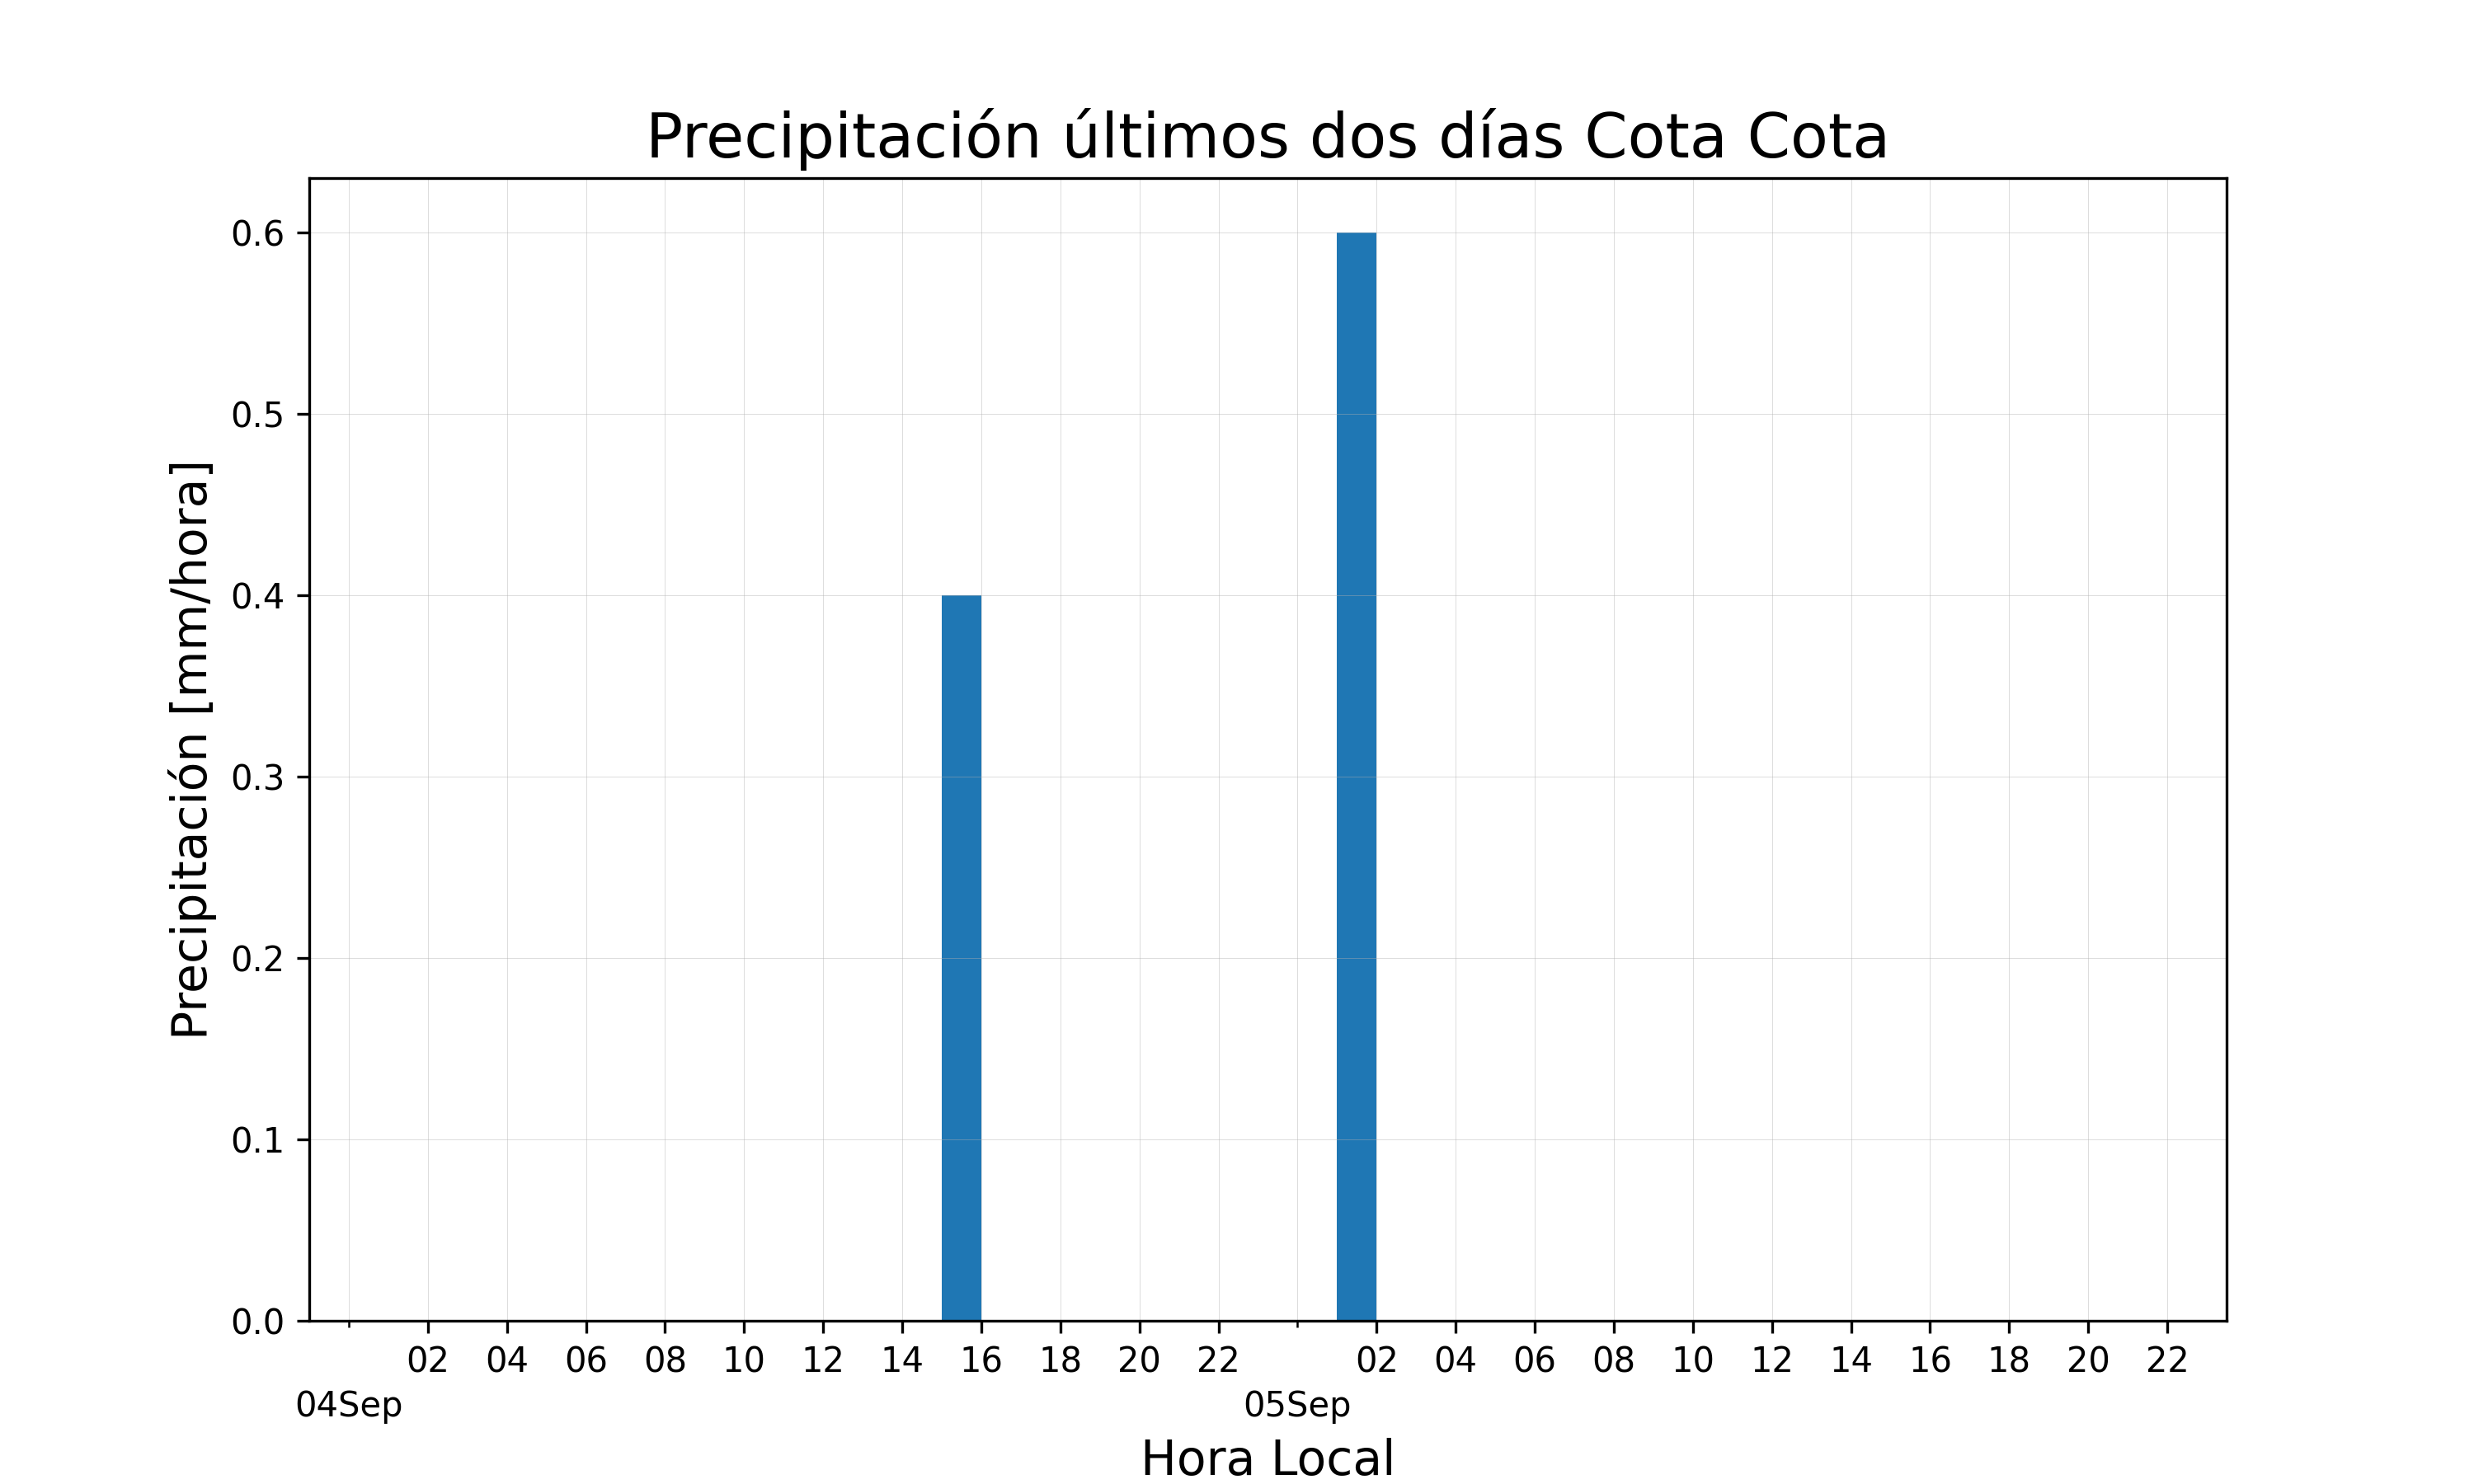 Precipitación últimos dos días Cota Cota
Precipitación [mm/hora]
0.6
0.5
0.4
0.3
0.2
0.1
0.0
02 04 06 08 10 12 14 16 18 20 22 02 04 06 08 10 12 14 16 18 20 22
04Sep 05Sep
Hora Local